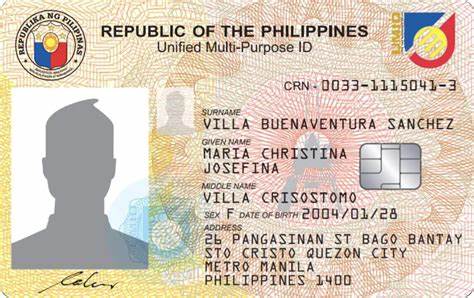 REPUBLIKA NG PILIPINAS
REPUBLIC OF THE PHILIPPINES
Unified Multi-Purpose ID
UMID
CRN - 0033-1115041-3
SURNAME
VILLA BUENAVENTURA SANCHEZ
GIVEN NAME
MARIA CHRISTINA
JOSEFINA
MIDDLE NAME
VILLA CRISOSTOMO
SEX F DATE OF BIRTH 2004/01/28
ADDRESS
26 PANGASINAN ST BAGO BANTAY
STO CRISTO QUEZON CITY
METRO MANILA
PHILIPPINES 1400